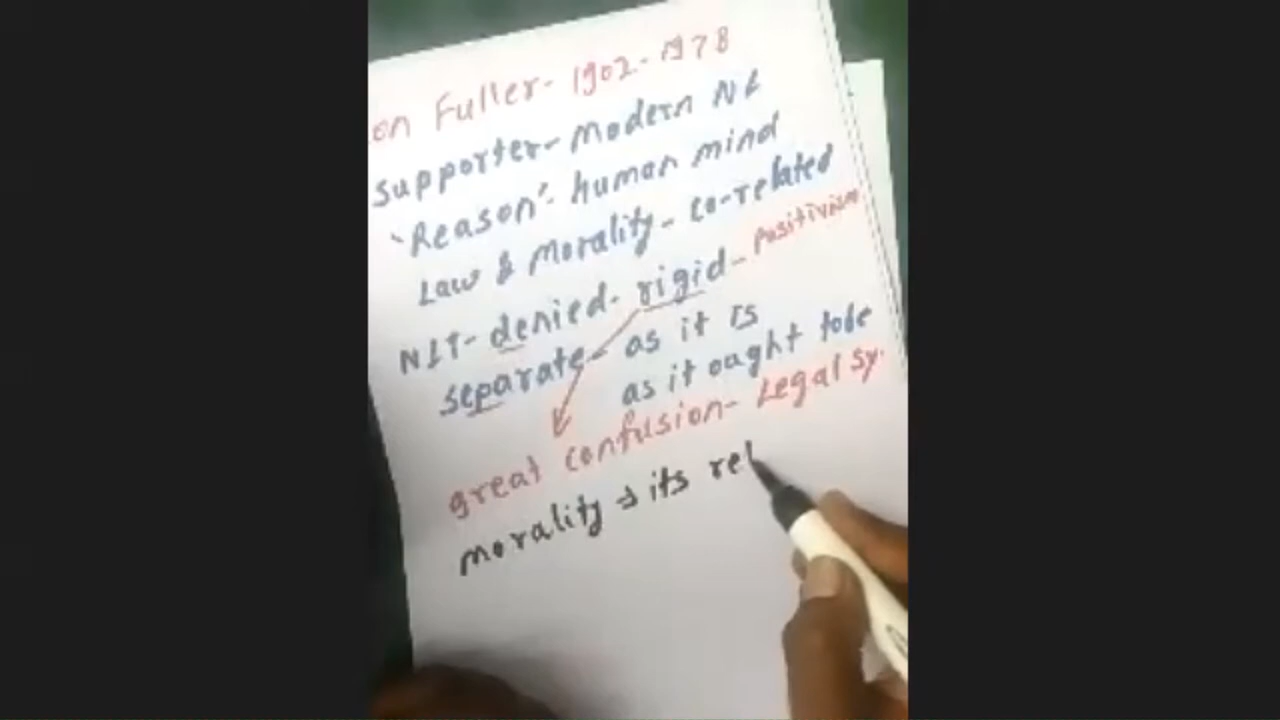 on Fuller- 1902-1978
supporter- Modern NL
'Reason'- human mind
Law & Morality- co-related
NLT- denied- rigid- Positivism
separate- as it is
as it ought to be
great confusion- Legal Sy.
morality → its rel